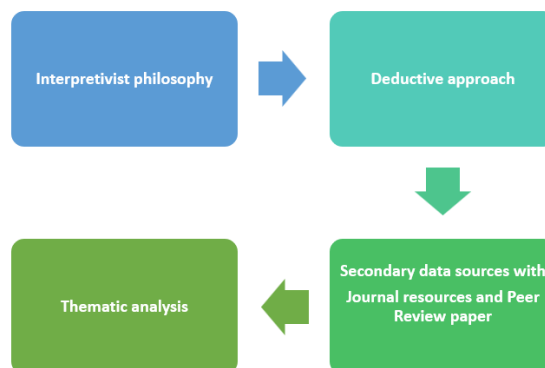 Interpretivist philosophy
Deductive approach
Secondary data sources with
Journal resources and Peer
Review paper
Thematic analysis